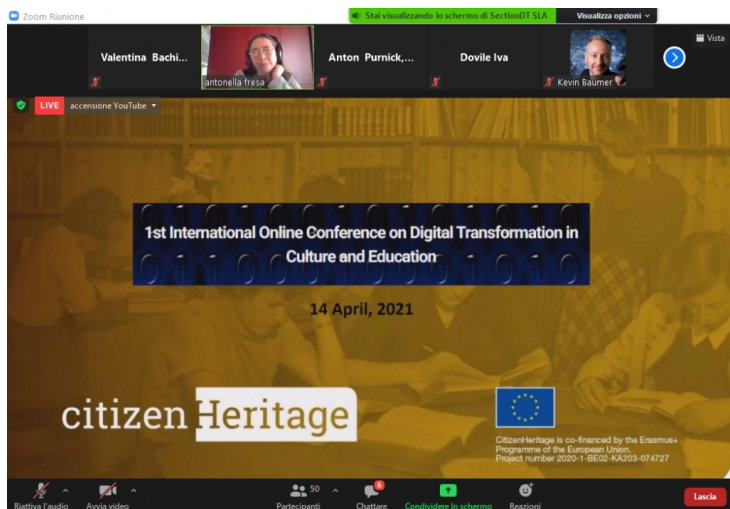 Zoom Riunione
Stai visualizzando lo schermo di SectionDT SLA
Visualizza opzioni
Vista
Valentina Bachi...
antonella fresa
Anton Purnick,...
Dovile Iva
Kevin Baumer
LIVE
accensione YouTube
1st International Online Conference on Digital Transformation in
Culture and Education
14 April, 2021
citizen Heritage
CitizenHeritage is co-financed by the Erasmus+
Programme of the European Union.
Project number 2020-1-BE02-KA203-074727
Riattiva l'audio
Avvia video
50
Partecipanti
6
Chattare
Condividere lo schermo
Reazioni
Lascia